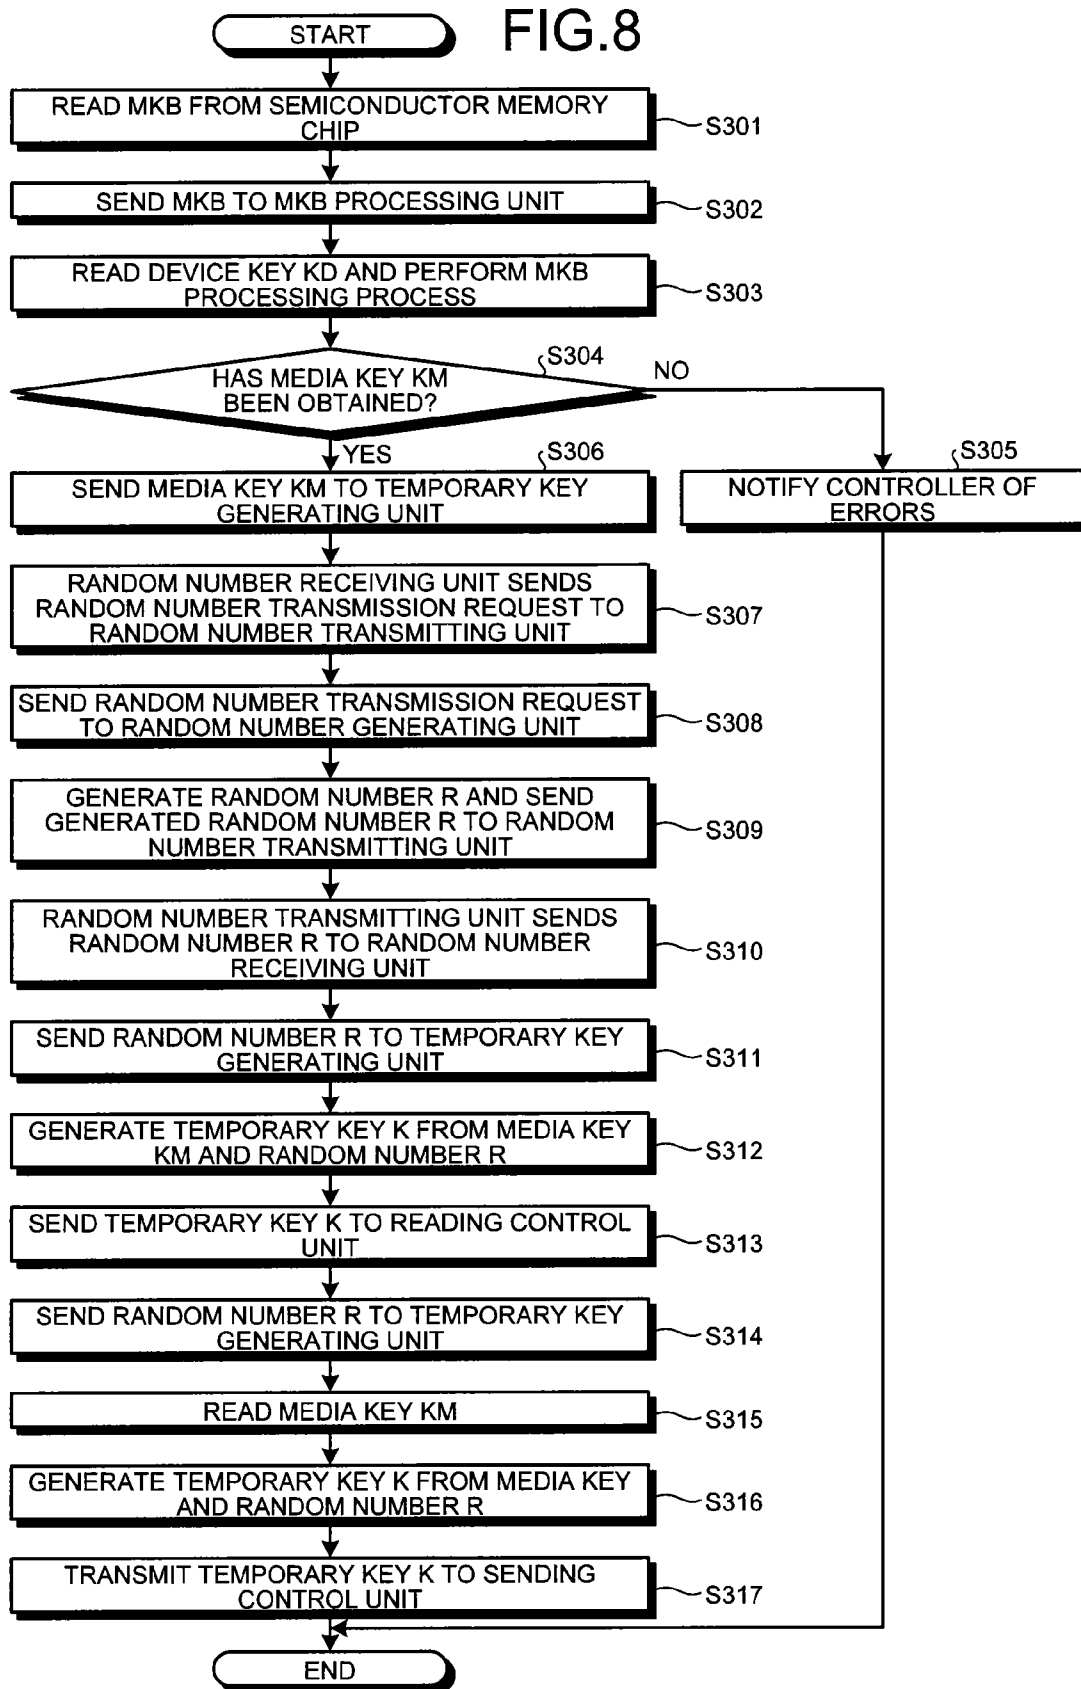 FIG.8
START
READ MKB FROM SEMICONDUCTOR MEMORY
CHIP
S301
SEND MKB TO MKB PROCESSING UNIT
S302
READ DEVICE KEY KD AND PERFORM MKB
PROCESSING PROCESS
S303
S304
HAS MEDIA KEY KM
BEEN OBTAINED?
NO
YES
S306
SEND MEDIA KEY KM TO TEMPORARY KEY
GENERATING UNIT
S305
NOTIFY CONTROLLER OF
ERRORS
RANDOM NUMBER RECEIVING UNIT SENDS
RANDOM NUMBER TRANSMISSION REQUEST TO
RANDOM NUMBER TRANSMITTING UNIT
S307
SEND RANDOM NUMBER TRANSMISSION REQUEST
TO RANDOM NUMBER GENERATING UNIT
S308
GENERATE RANDOM NUMBER R AND SEND
GENERATED RANDOM NUMBER R TO RANDOM
NUMBER TRANSMITTING UNIT
S309
RANDOM NUMBER TRANSMITTING UNIT SENDS
RANDOM NUMBER R TO RANDOM NUMBER
RECEIVING UNIT
S310
SEND RANDOM NUMBER R TO TEMPORARY KEY
GENERATING UNIT
S311
GENERATE TEMPORARY KEY K FROM MEDIA KEY
KM AND RANDOM NUMBER R
S312
SEND TEMPORARY KEY K TO READING CONTROL
UNIT
S313
SEND RANDOM NUMBER R TO TEMPORARY KEY
GENERATING UNIT
S314
READ MEDIA KEY KM
S315
GENERATE TEMPORARY KEY K FROM MEDIA KEY
AND RANDOM NUMBER R
S316
TRANSMIT TEMPORARY KEY K TO SENDING
CONTROL UNIT
S317
END